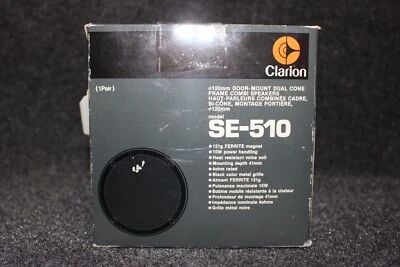 Clarion
(1Pair)
⌀120mm DOOR-MOUNT DUAL CONE
FRAME COMBI SPEAKERS
HAUT-PARLEURS COMBINÉS CADRE,
BI-CÔNE, MONTAGE PORTIÈRE,
⌀120mm
model
SE-510
● 121g FERRITE magnet
● 15W power handling
● Heat resistant voice coil
● Mounting depth 41mm
● 4ohm rated
● Black color metal grille
● Aimant FERRITE 121g
● Puissance maximale 15W
● Bobine mobile résistante à la chaleur
● Profondeur de montage 41mm
● Impédance nominale 4ohms
● Grille métal noire